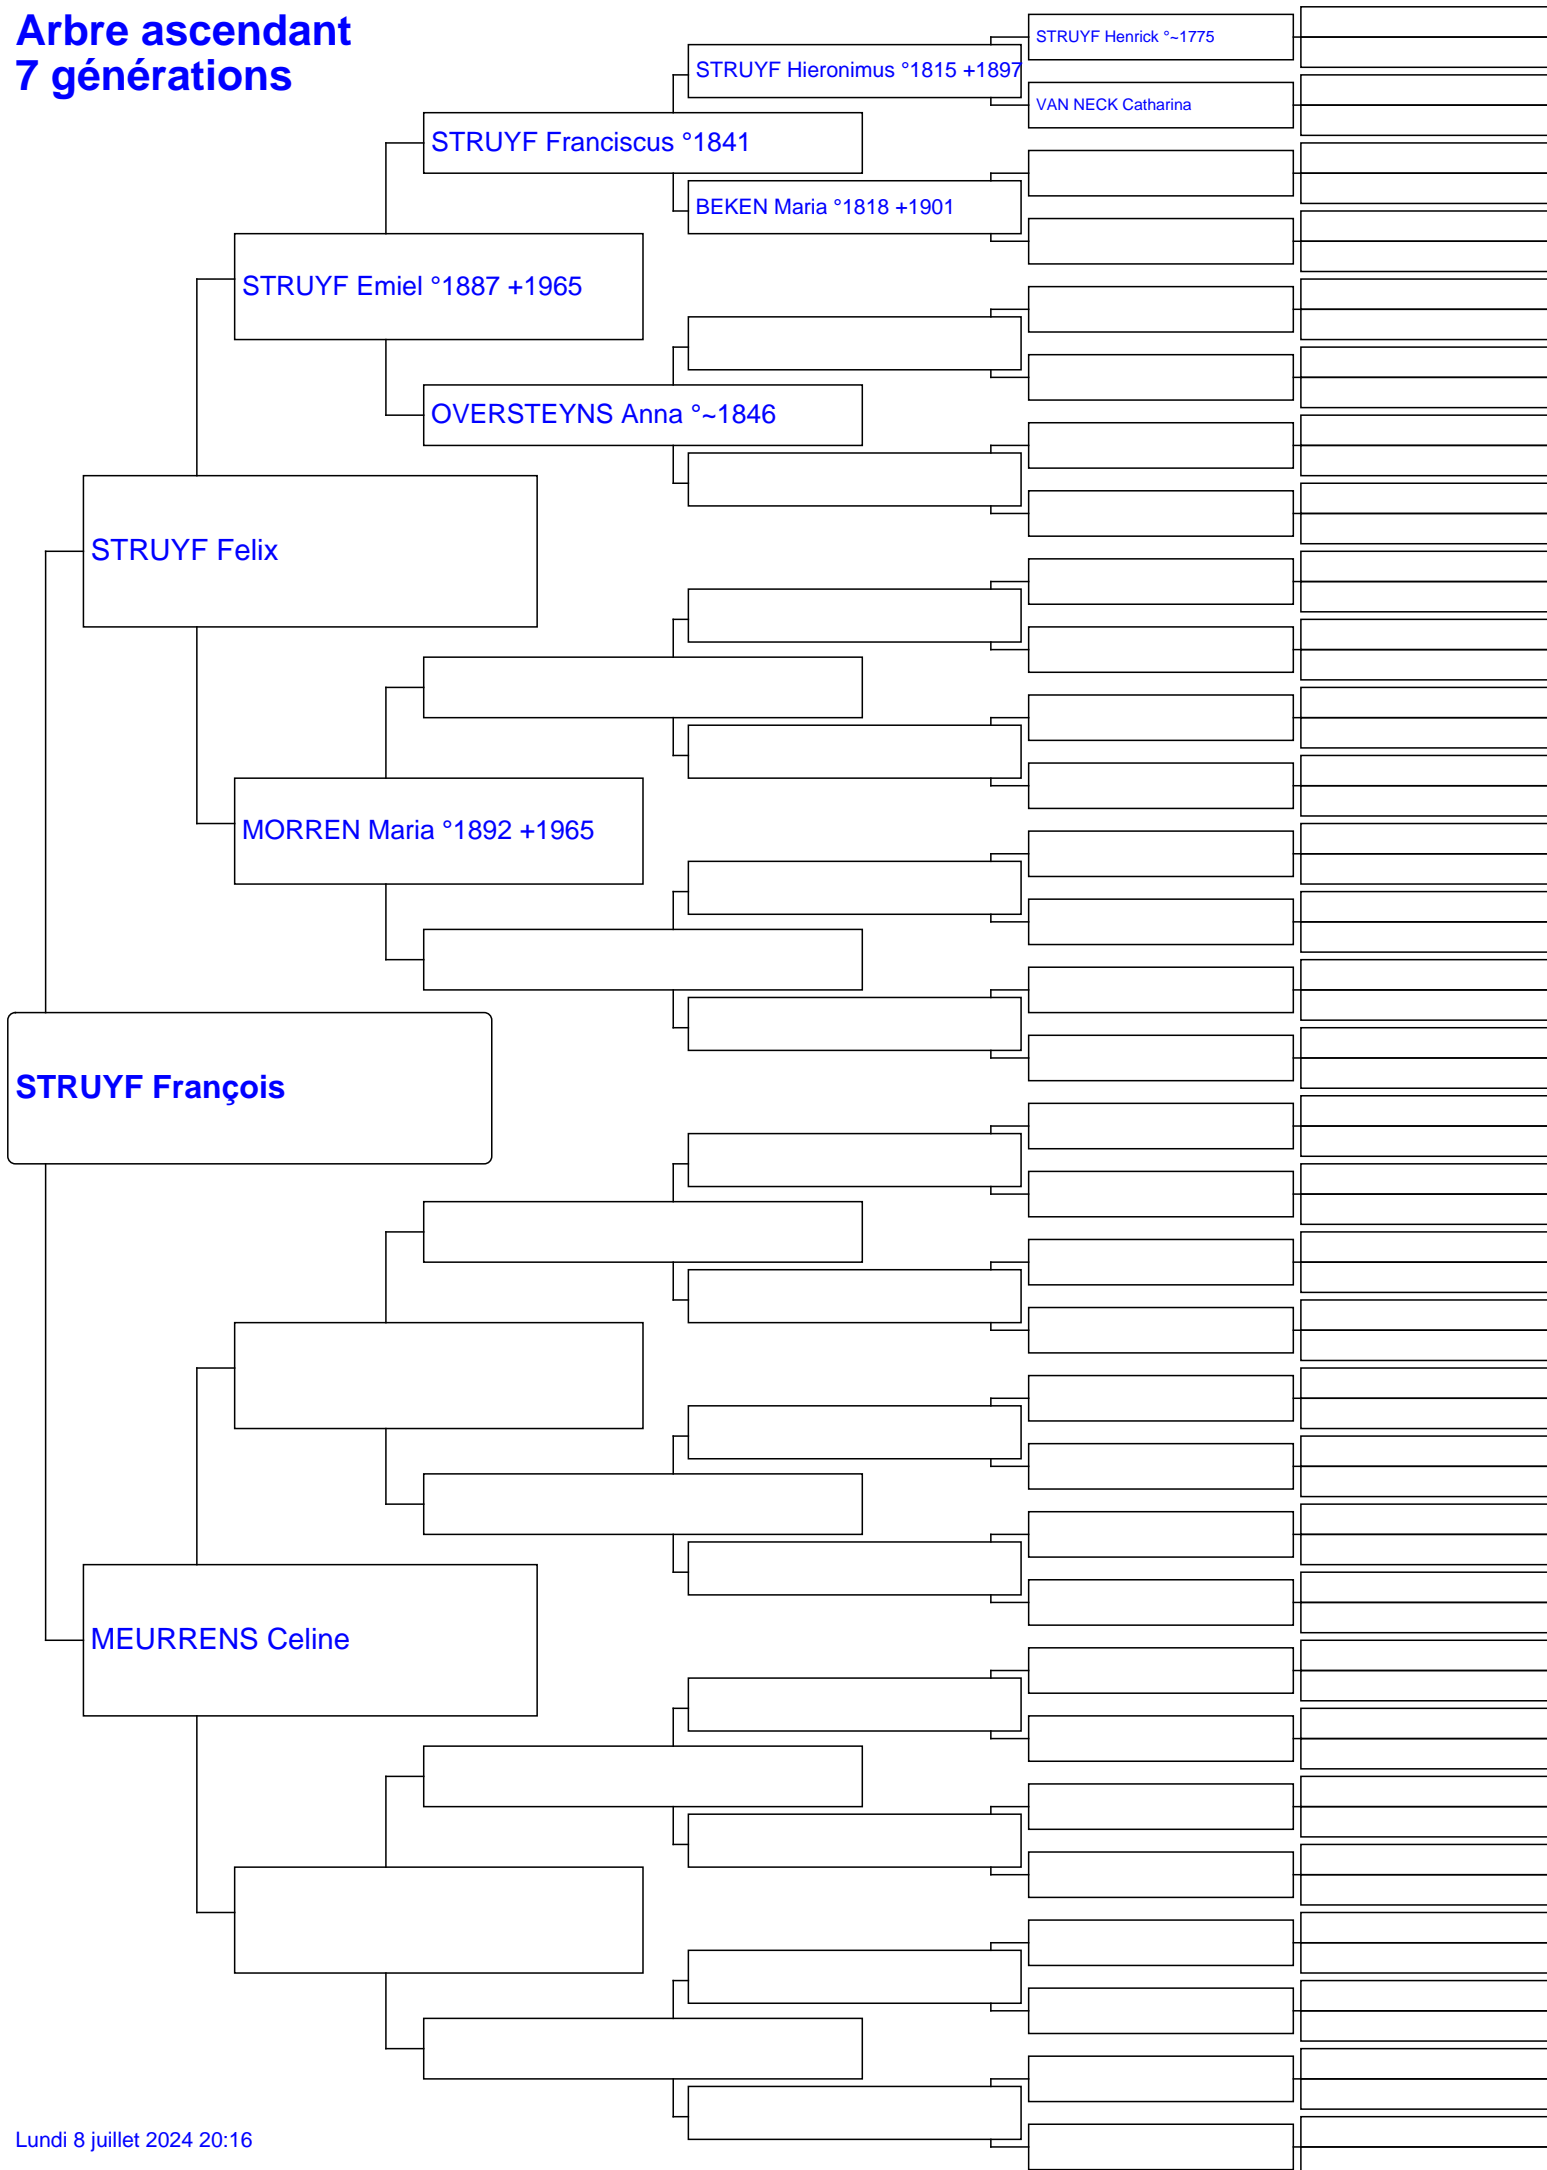 Arbre ascendant
7 générations
STRUYF Henrick °~1775
STRUYF Hieronimus °1815 +1897
VAN NECK Catharina
STRUYF Franciscus °1841
BEKEN Maria °1818 +1901
STRUYF Emiel °1887 +1965
OVERSTEYNS Anna °~1846
STRUYF Felix
MORREN Maria °1892 +1965
STRUYF François
MEURRENS Celine
Lundi 8 juillet 2024 20:16